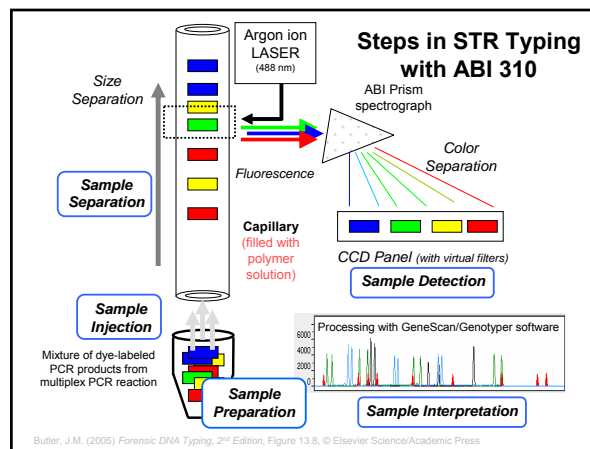 Steps in STR Typing
with ABI 310
Argon ion
LASER
(488 nm)
Size
Separation
ABI Prism
spectrograph
Color
Separation
Fluorescence
Sample
Separation
Capillary
(filled with
polymer
solution)
CCD Panel (with virtual filters)
Sample Detection
Sample
Injection
Mixture of dye-labeled
PCR products from
multiplex PCR reaction
Sample
Preparation
Processing with GeneScan/Genotyper software
6000
4000
2000
0
Sample Interpretation
Butler, J.M. (2005) Forensic DNA Typing, 2nd Edition, Figure 13.8, © Elsevier Science/Academic Press